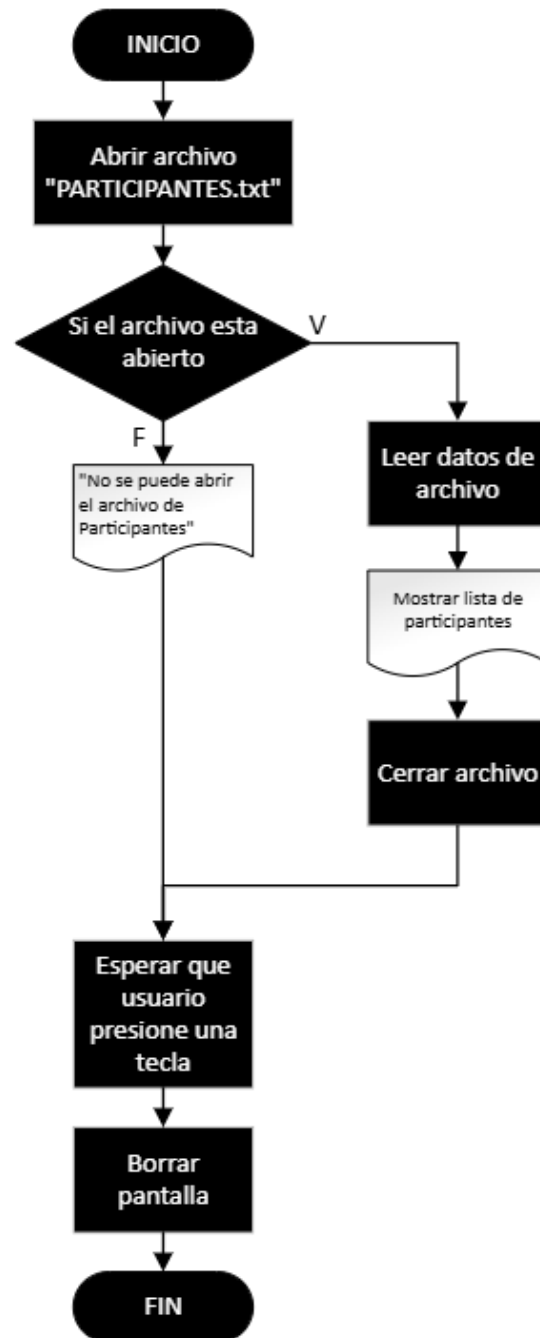 INICIO
Abrir archivo
"PARTICIPANTES.txt"
Si el archivo esta
abierto
V
F
"No se puede abrir
el archivo de
Participantes"
Leer datos de
archivo
Mostrar lista de
participantes
Cerrar archivo
Esperar que
usuario
presione una
tecla
Borrar
pantalla
FIN